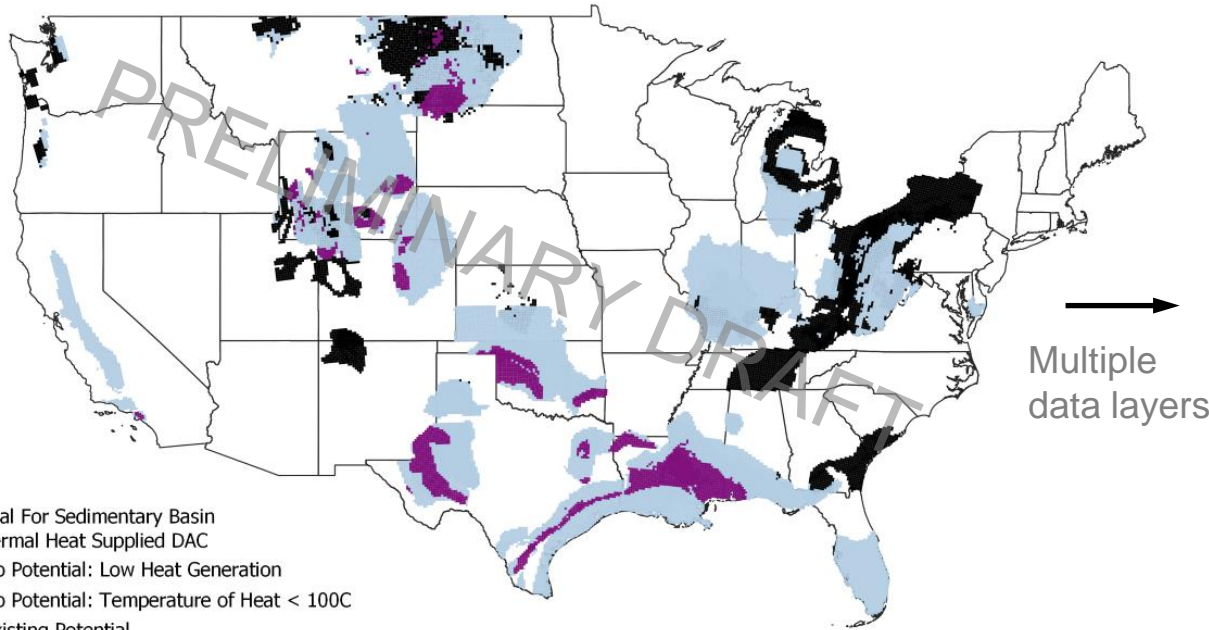 PRELIMINARY DRAFT
Multiple
data layers
al For Sedimentary Basin
ermal Heat Supplied DAC
o Potential: Low Heat Generation
o Potential: Temperature of Heat < 100C